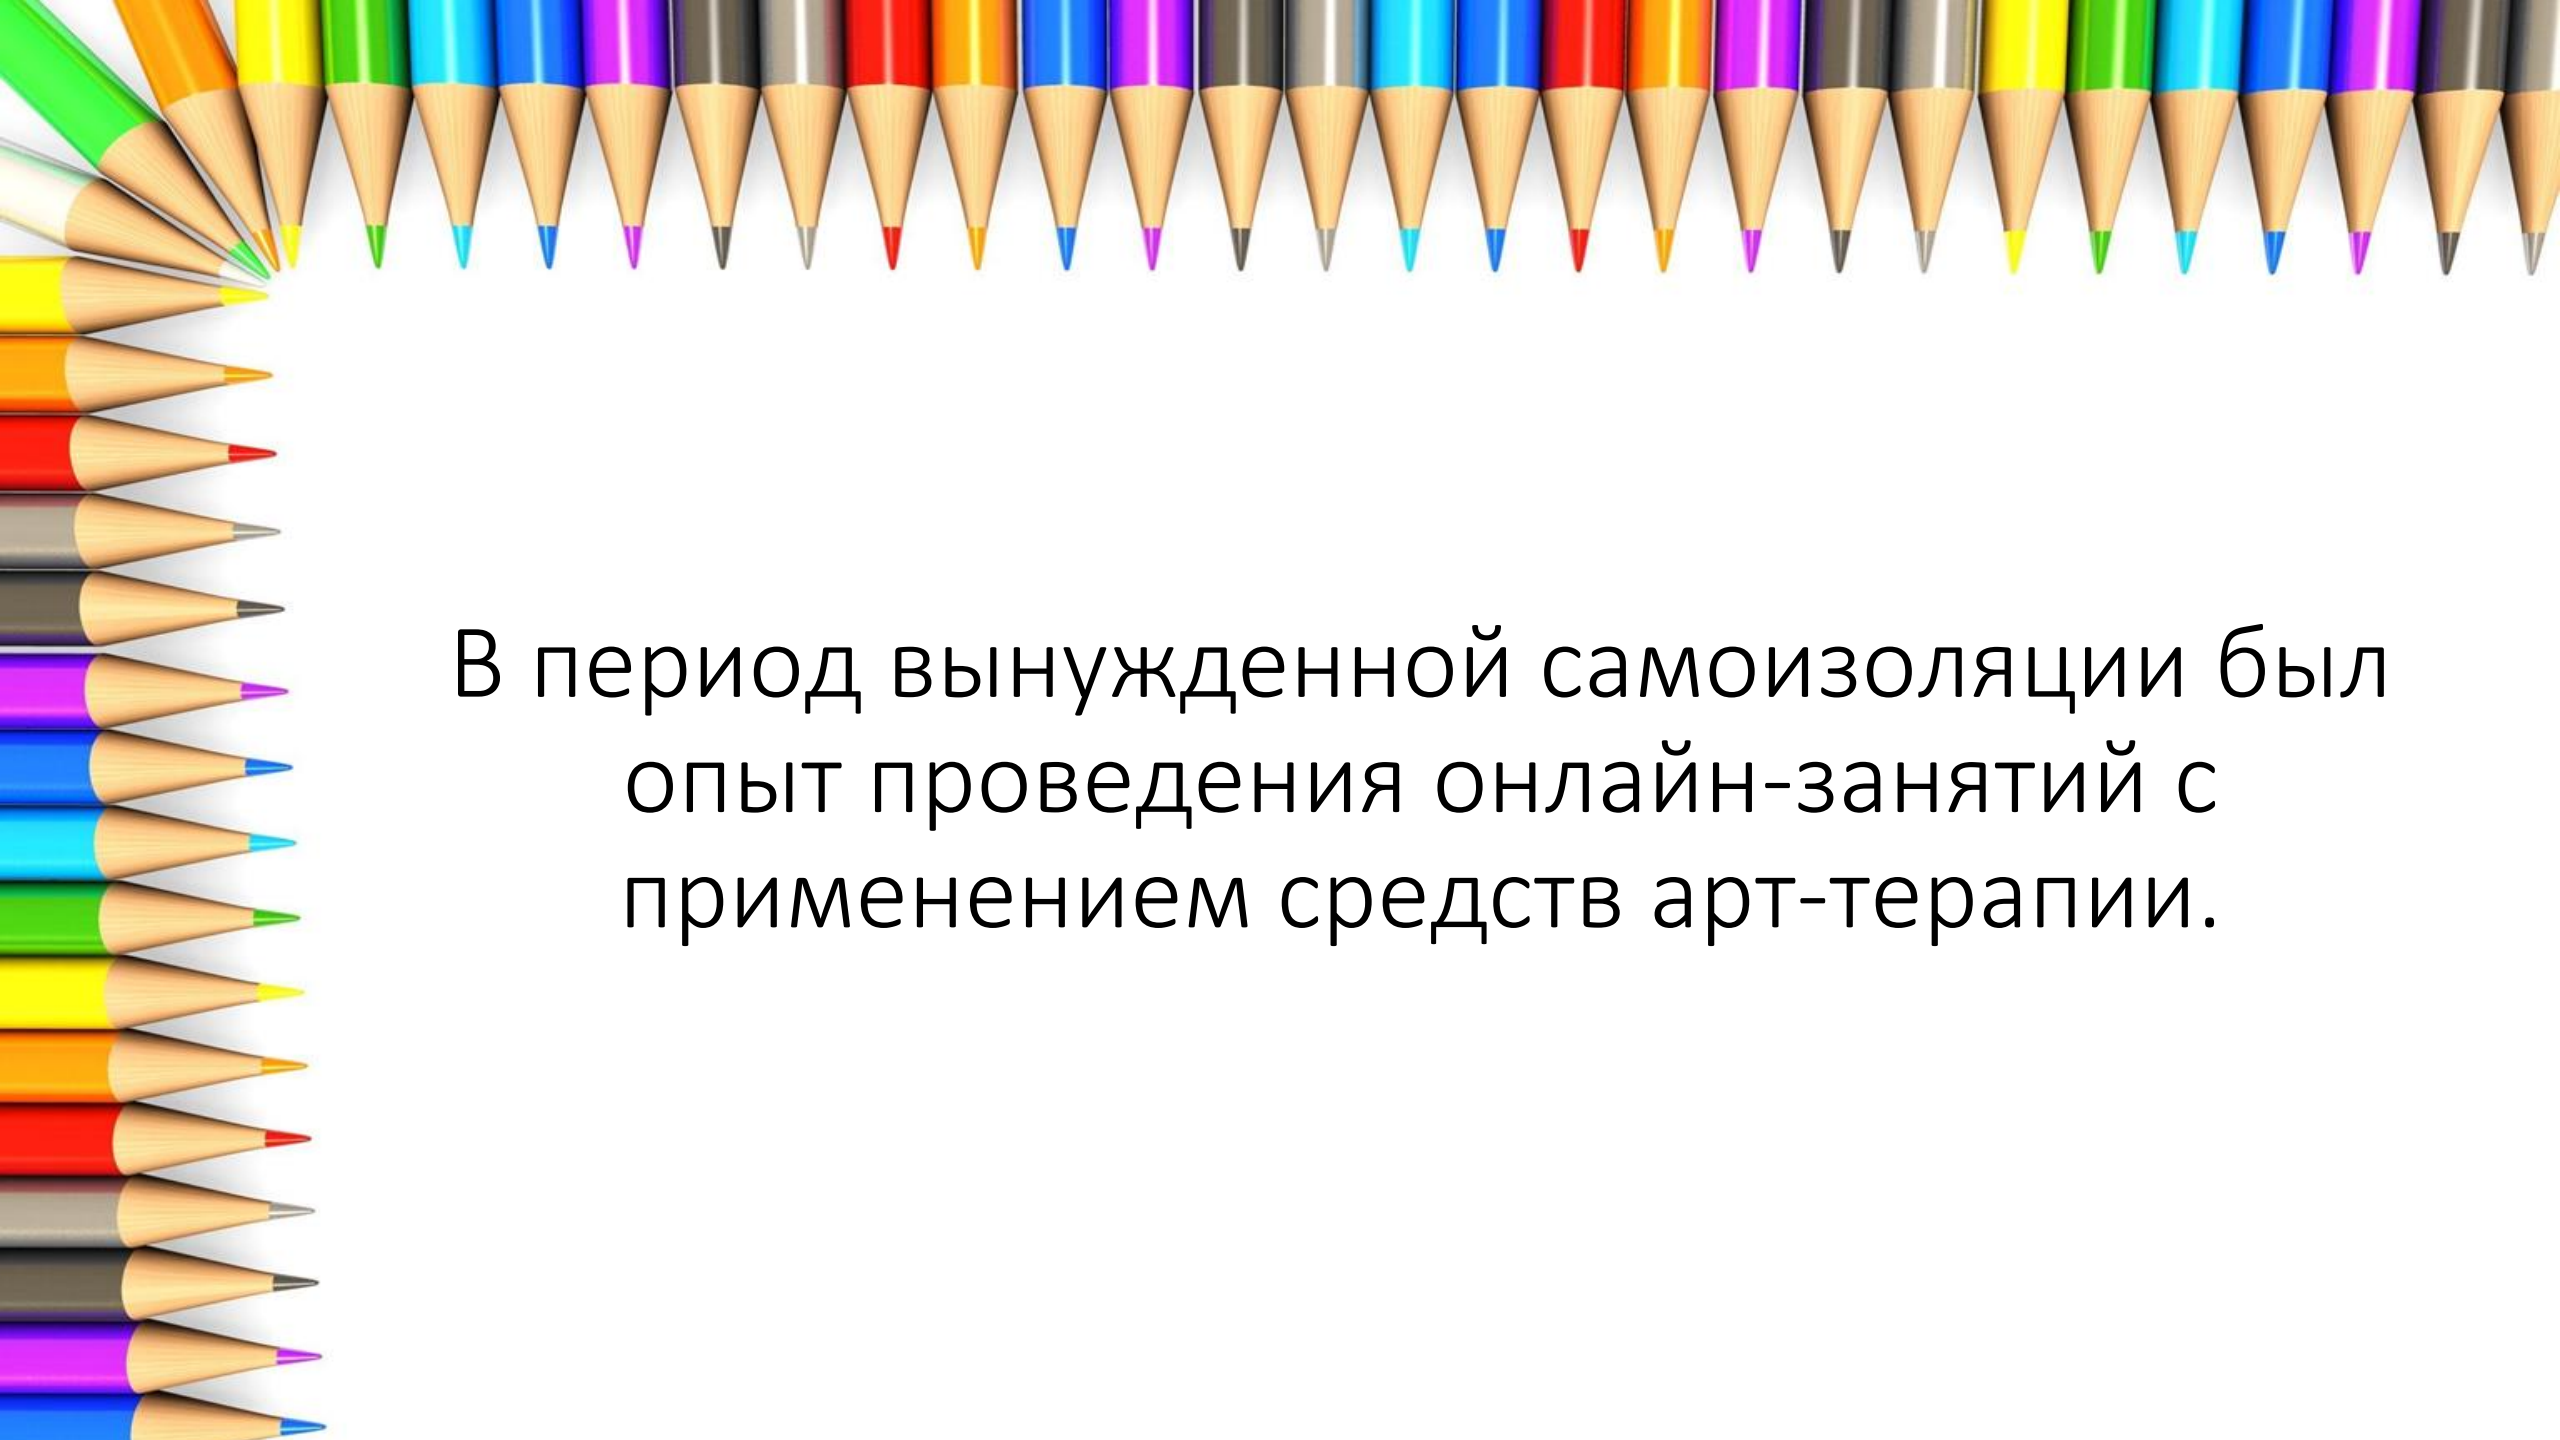 В период вынужденной самоизоляции был
опыт проведения онлайн-занятий с
применением средств арт-терапии.